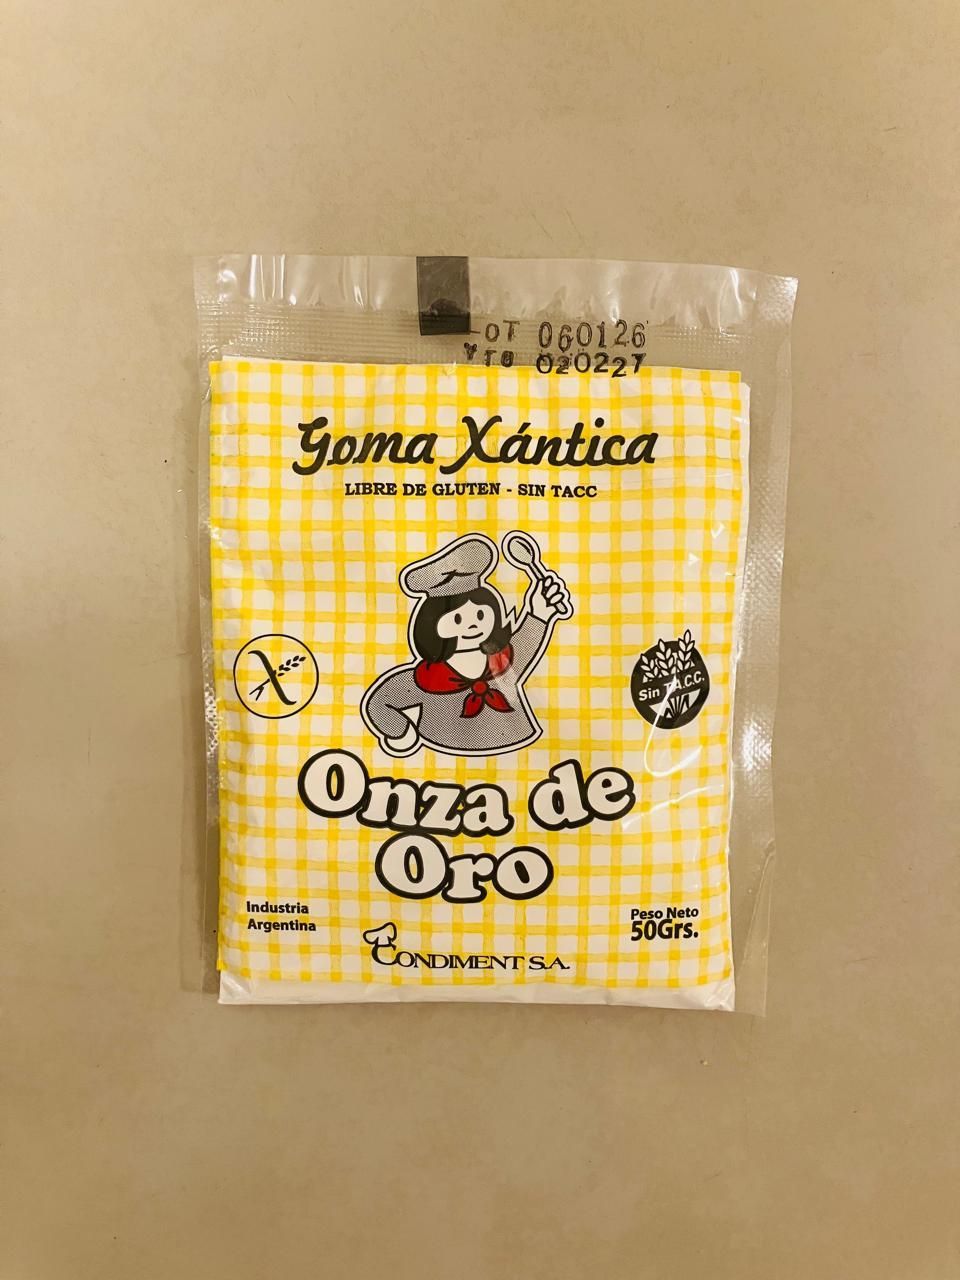 LOT 060126
Vto 020227
Goma Xántica
LIBRE DE GLUTEN - SIN TACC
Sin T.A.C.C.
Onza de
Oro
Industria
Argentina
Peso Neto
50Grs.
CONDIMENT S.A.